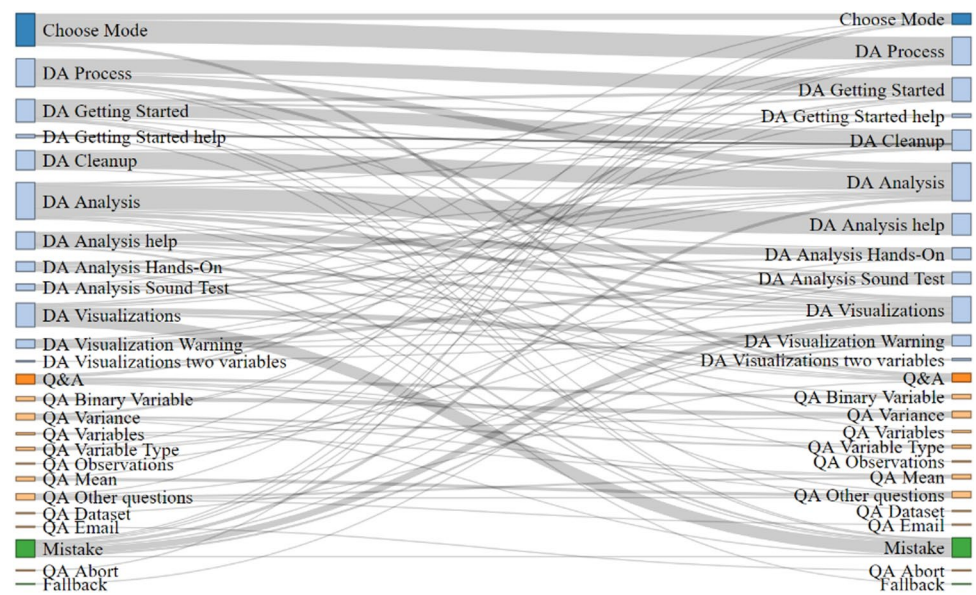 Choose Mode
DA Process
DA Getting Started
DA Getting Started help
DA Cleanup
DA Analysis
DA Analysis help
DA Analysis Hands-On
DA Analysis Sound Test
DA Visualizations
DA Visualization Warning
DA Visualizations two variables
Q&A
QA Binary Variable
QA Variance
QA Variables
QA Variable Type
QA Observations
QA Mean
QA Other questions
QA Dataset
QA Email
Mistake
QA Abort
Fallback
Choose Mode
DA Process
DA Getting Started
DA Getting Started help
DA Cleanup
DA Analysis
DA Analysis help
DA Analysis Hands-On
DA Analysis Sound Test
DA Visualizations
DA Visualization Warning
DA Visualizations two variables
Q&A
QA Binary Variable
QA Variance
QA Variables
QA Variable Type
QA Observations
QA Mean
QA Other questions
QA Dataset
QA Email
Mistake
QA Abort
Fallback